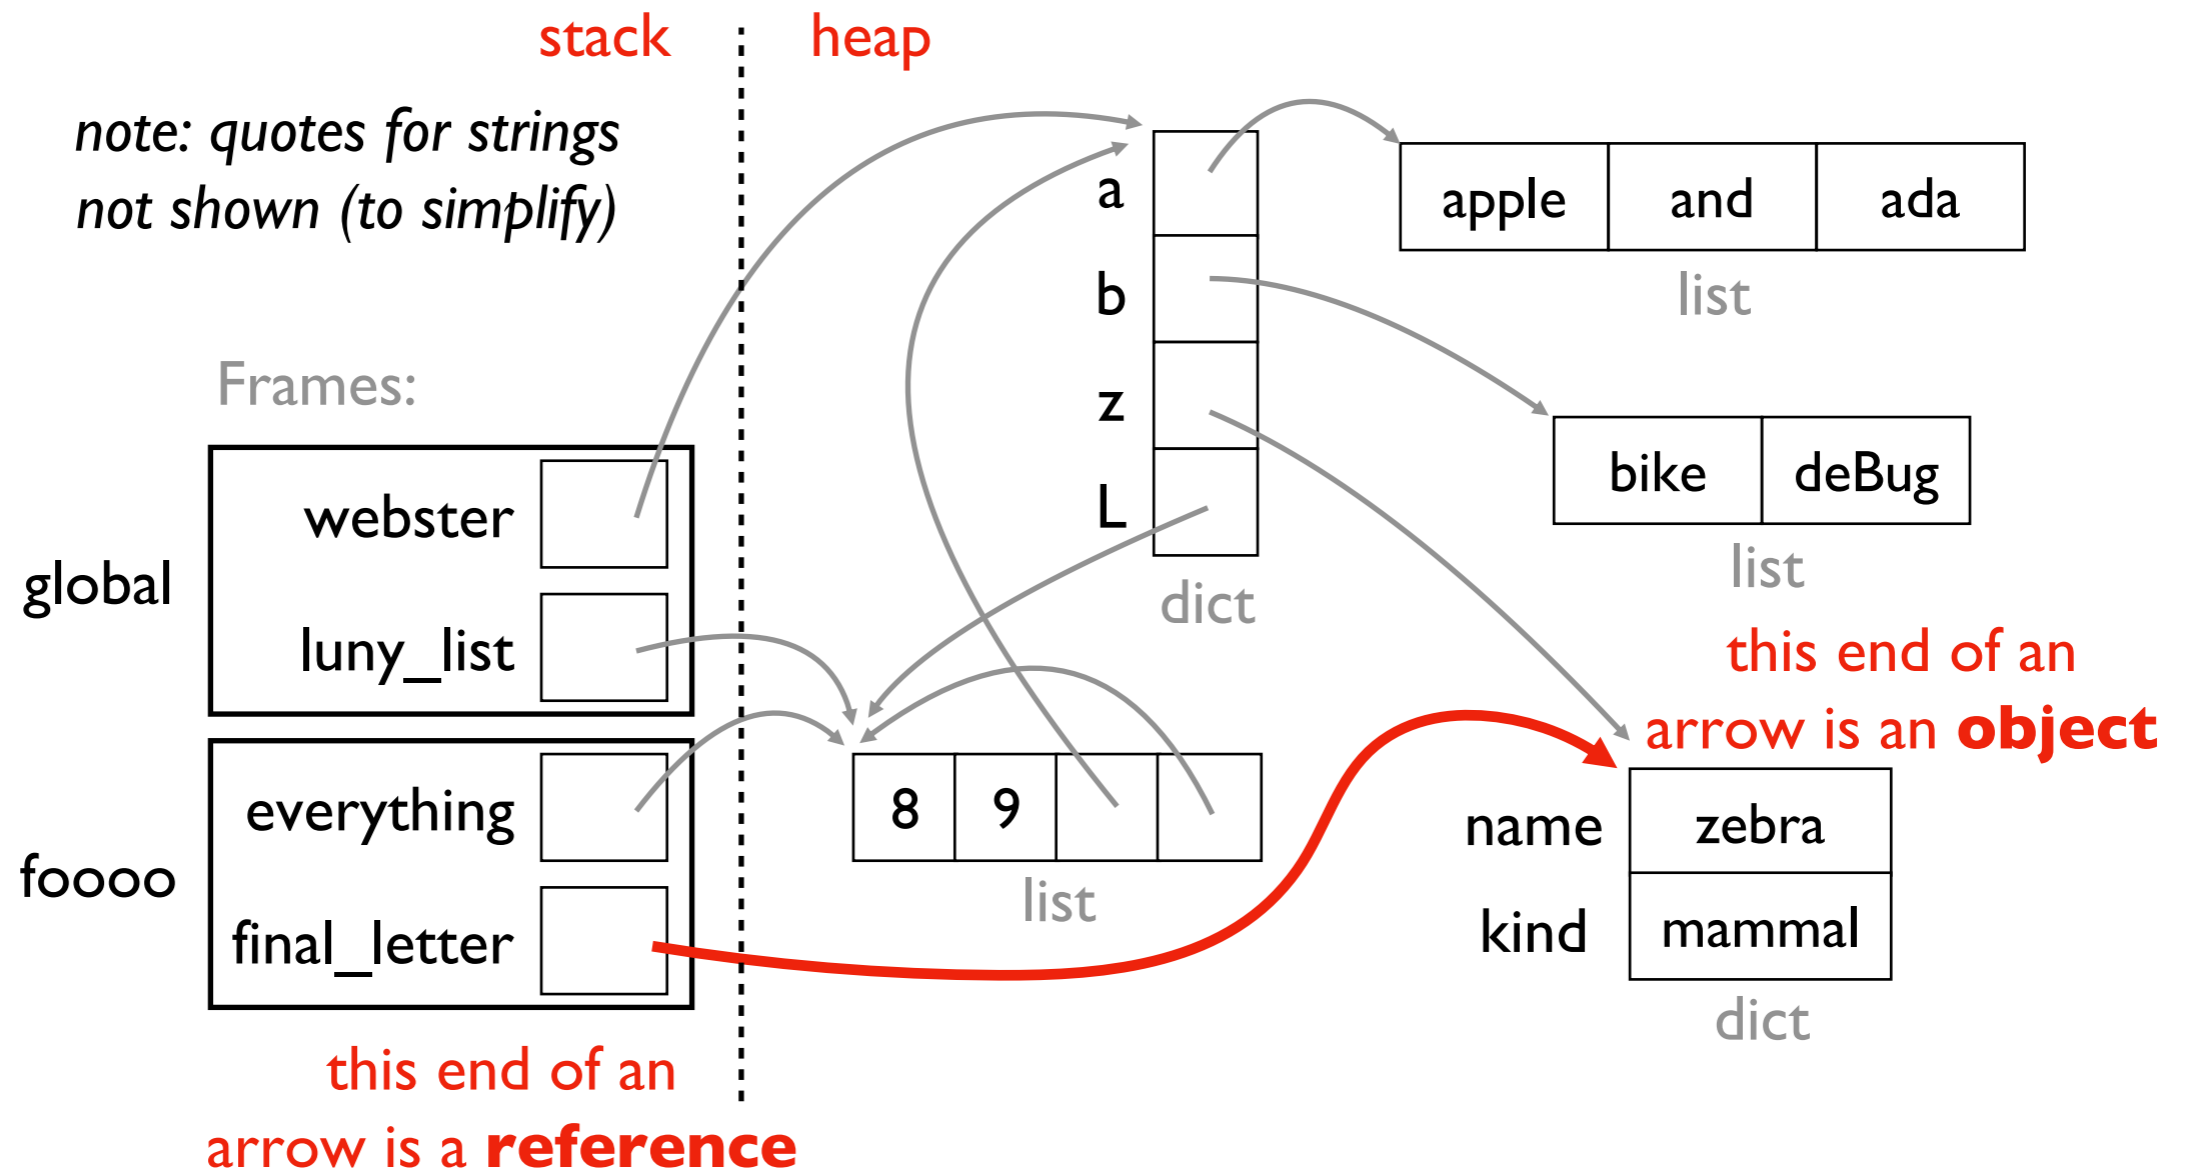 stack
heap
note: quotes for strings
not shown (to simplify)
a
apple and ada
list
b
Frames:
z
bike deBug
list
L
dict
webster
global
luny_list
this end of an
arrow is an object
everything
8 9
list
name zebra
foooo
kind mammal
final_letter
dict
this end of an
arrow is a reference